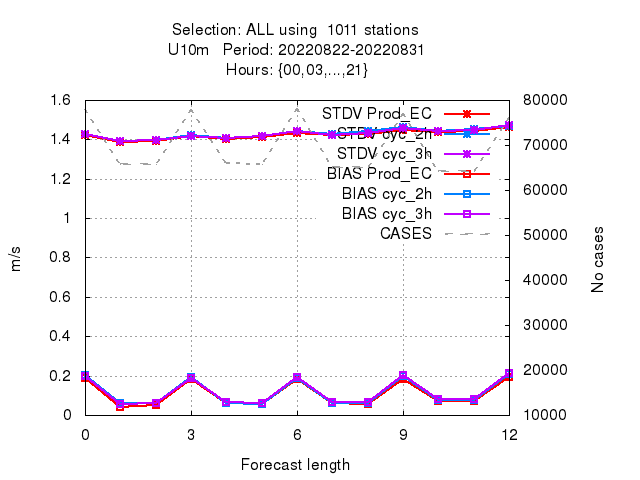 Selection: ALL using  1011 stations
U10m   Period: 20220822-20220831
Hours: {00,03,...,21}
1.6
1.4
1.2
1
0.8
0.6
0.4
0.2
0
m/s
80000
70000
60000
50000
40000
30000
20000
10000
No cases
STDV Prod_EC
STDV cyc_2h
STDV cyc_3h
BIAS Prod_EC
BIAS cyc_2h
BIAS cyc_3h
CASES
0 3 6 9 12
Forecast length